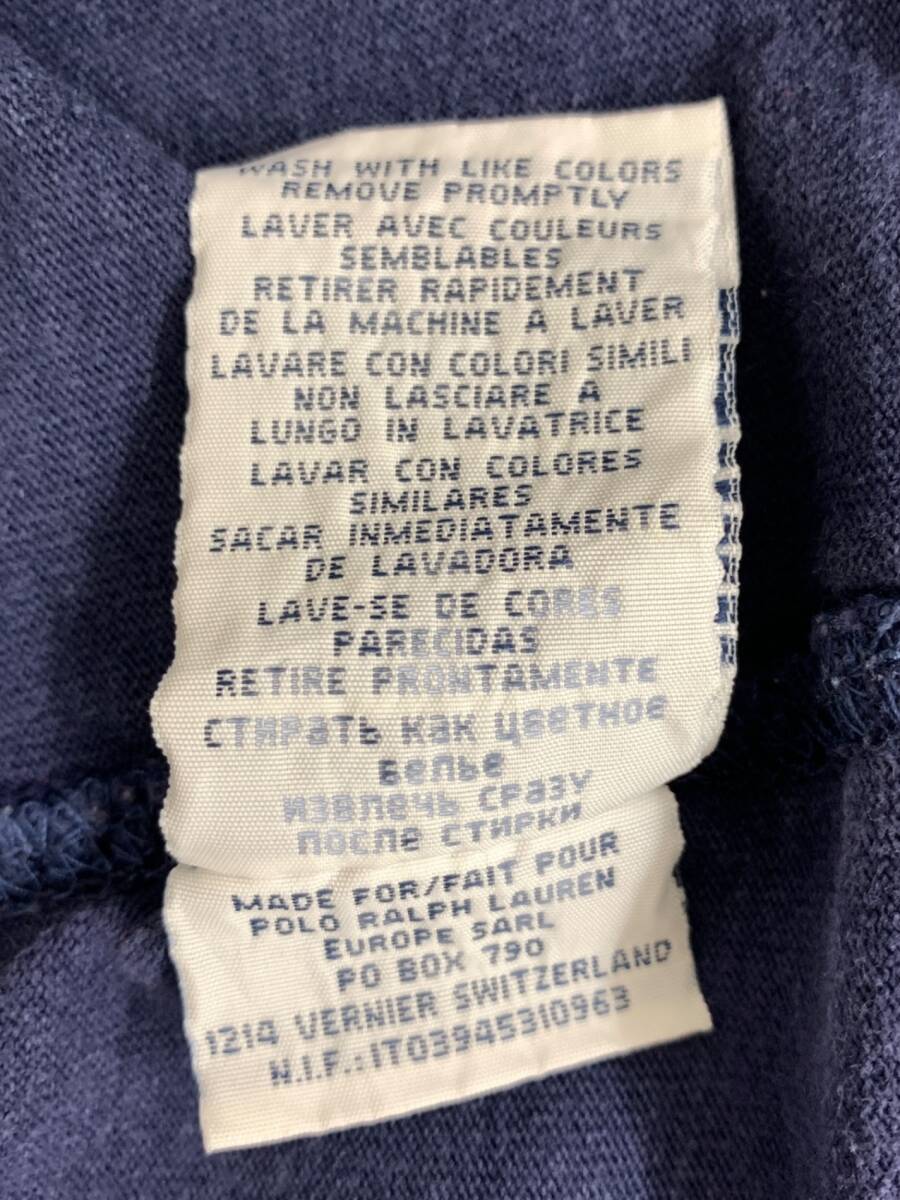 WASH WITH LIKE COLORS
REMOVE PROMPTLY
LAVER AVEC COULEURS
SEMBLABLES
RETIRER RAPIDEMENT
DE LA MACHINE A LAVER
LAVARE CON COLORI SIMILI
NON LASCIARE A
LUNGO IN LAVATRICE
LAVAR CON COLORES
SIMILARES
SACAR INMEDIATAMENTE
DE LAVADORA
LAVE-SE DE CORES
PARECIDAS
RETIRE PRONTAMENTE
СТИРАТЬ КАК ЦВЕТНОЕ
БЕЛЬЕ
ИЗВЛЕЧЬ СРАЗУ
ПОСЛЕ СТИРКИ
MADE FOR/FAIT POUR
POLO RALPH LAUREN
EUROPE SARL
PO BOX 790
1214 VERNIER SWITZERLAND
N.I.F.:IT03945310963